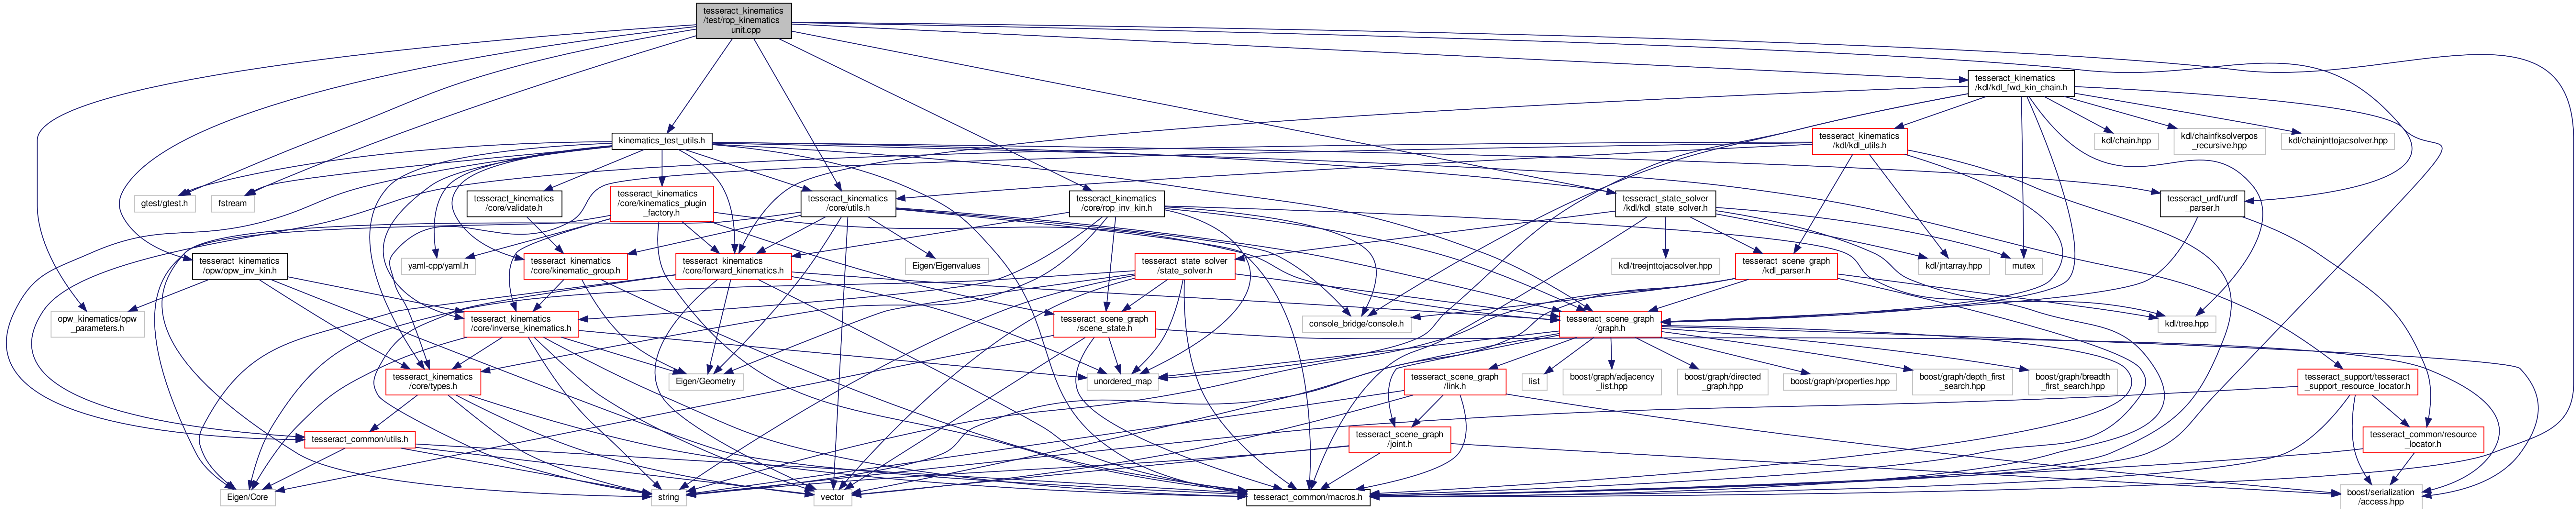 tesseract_kinematics
/test/rop_kinematics
_unit.cpp
tesseract_kinematics
/kdl/kdl_fwd_kin_chain.h
kinematics_test_utils.h
tesseract_kinematics
/kdl/kdl_utils.h
kdl/chain.hpp
kdl/chainfksolverpos
_recursive.hpp
kdl/chainjnttojacsolver.hpp
gtest/gtest.h
fstream
tesseract_kinematics
/core/validate.h
tesseract_kinematics
/core/kinematics_plugin
_factory.h
tesseract_kinematics
/core/utils.h
tesseract_kinematics
/core/rop_inv_kin.h
tesseract_state_solver
/kdl/kdl_state_solver.h
tesseract_urdf/urdf
_parser.h
tesseract_kinematics
/opw/opw_inv_kin.h
yaml-cpp/yaml.h
tesseract_kinematics
/core/kinematic_group.h
tesseract_kinematics
/core/forward_kinematics.h
Eigen/Eigenvalues
tesseract_state_solver
/state_solver.h
kdl/treejnttojacsolver.hpp
tesseract_scene_graph
/kdl_parser.h
kdl/jntarray.hpp
mutex
opw_kinematics/opw
_parameters.h
tesseract_kinematics
/core/inverse_kinematics.h
tesseract_scene_graph
/scene_state.h
console_bridge/console.h
tesseract_scene_graph
/graph.h
kdl/tree.hpp
tesseract_kinematics
/core/types.h
Eigen/Geometry
unordered_map
tesseract_scene_graph
/link.h
list
boost/graph/adjacency
_list.hpp
boost/graph/directed
_graph.hpp
boost/graph/properties.hpp
boost/graph/depth_first
_search.hpp
boost/graph/breadth
_first_search.hpp
tesseract_support/tesseract
_support_resource_locator.h
tesseract_common/utils.h
tesseract_scene_graph
/joint.h
tesseract_common/resource
_locator.h
Eigen/Core
string
vector
tesseract_common/macros.h
boost/serialization
/access.hpp